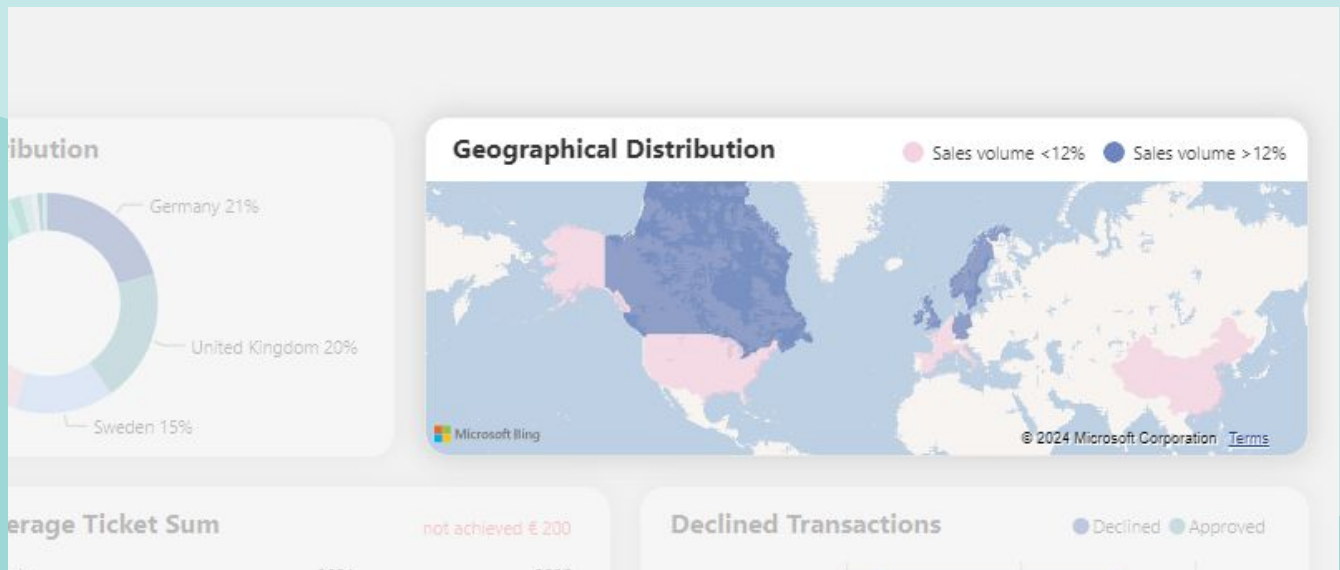 ribution
Germany 21%
United Kingdom 20%
Sweden 15%
Geographical Distribution
Sales volume <12%
Sales volume >12%
Microsoft Bing
© 2024 Microsoft Corporation Terms
erage Ticket Sum
not achieved € 200
Declined Transactions
Declined
Approved